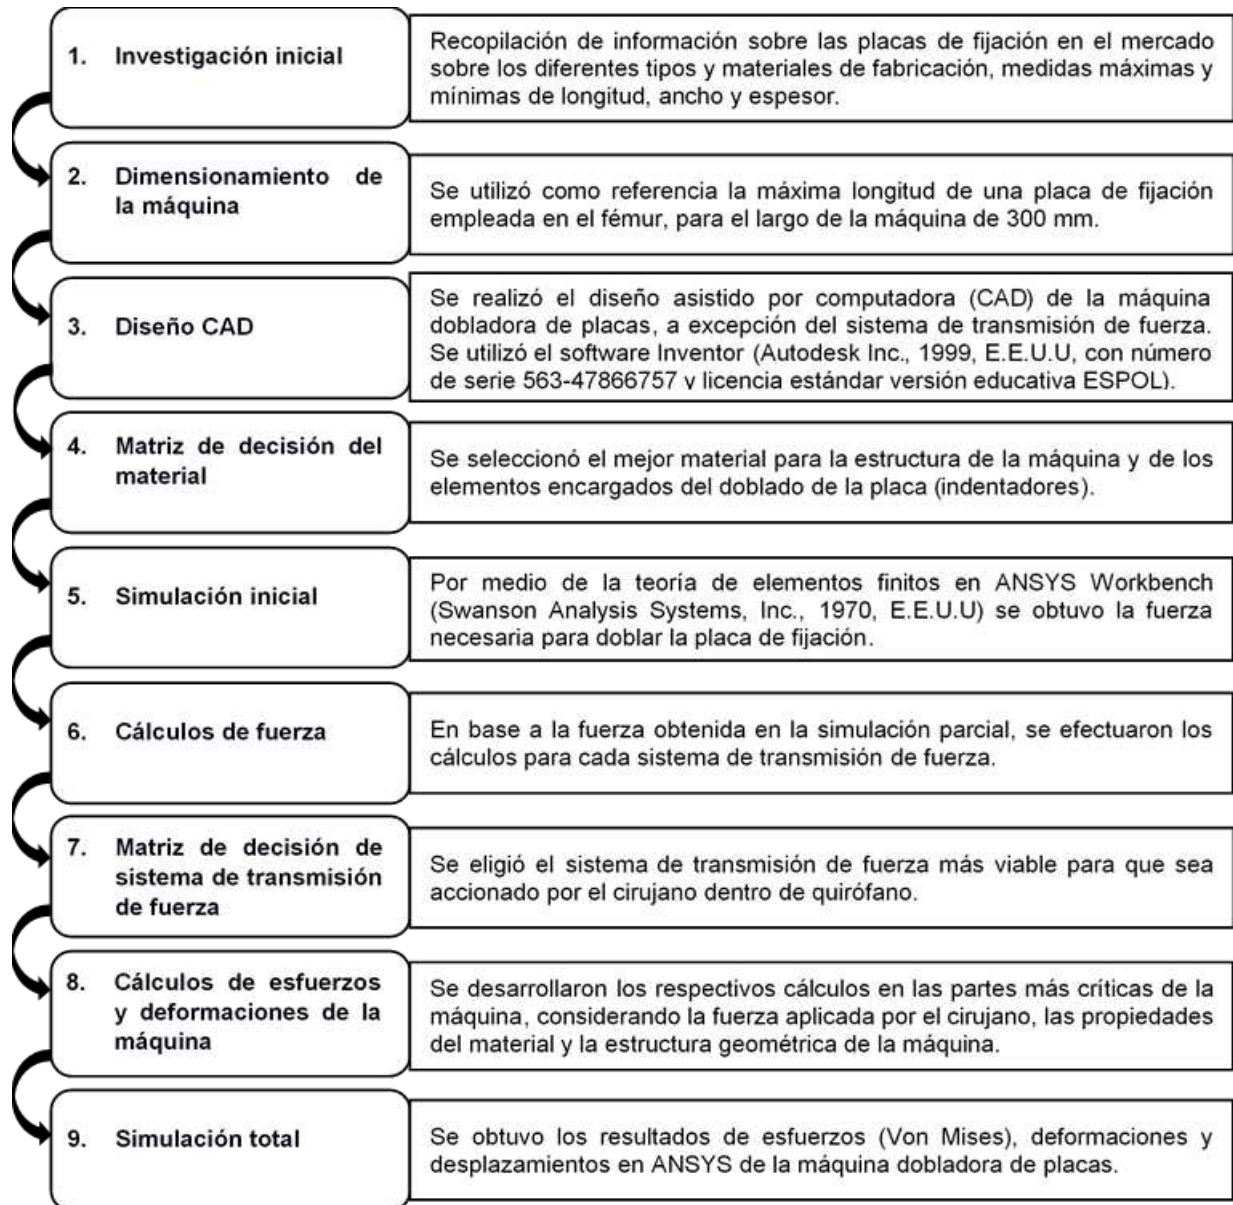 1. Investigación inicial
Recopilación de información sobre las placas de fijación en el mercado
sobre los diferentes tipos y materiales de fabricación, medidas máximas y
mínimas de longitud, ancho y espesor.
2. Dimensionamiento de
la máquina
Se utilizó como referencia la máxima longitud de una placa de fijación
empleada en el fémur, para el largo de la máquina de 300 mm.
3. Diseño CAD
Se realizó el diseño asistido por computadora (CAD) de la máquina
dobladora de placas, a excepción del sistema de transmisión de fuerza.
Se utilizó el software Inventor (Autodesk Inc., 1999, E.E.U.U, con número
de serie 563-47866757 y licencia estándar versión educativa ESPOL).
4. Matriz de decisión del
material
Se seleccionó el mejor material para la estructura de la máquina y de los
elementos encargados del doblado de la placa (indentadores).
5. Simulación inicial
Por medio de la teoría de elementos finitos en ANSYS Workbench
(Swanson Analysis Systems, Inc., 1970, E.E.U.U) se obtuvo la fuerza
necesaria para doblar la placa de fijación.
6. Cálculos de fuerza
En base a la fuerza obtenida en la simulación parcial, se efectuaron los
cálculos para cada sistema de transmisión de fuerza.
7. Matriz de decisión de
sistema de transmisión
de fuerza
Se eligió el sistema de transmisión de fuerza más viable para que sea
accionado por el cirujano dentro de quirófano.
8. Cálculos de esfuerzos
y deformaciones de la
máquina
Se desarrollaron los respectivos cálculos en las partes más críticas de la
máquina, considerando la fuerza aplicada por el cirujano, las propiedades
del material y la estructura geométrica de la máquina.
9. Simulación total
Se obtuvo los resultados de esfuerzos (Von Mises), deformaciones y
desplazamientos en ANSYS de la máquina dobladora de placas.